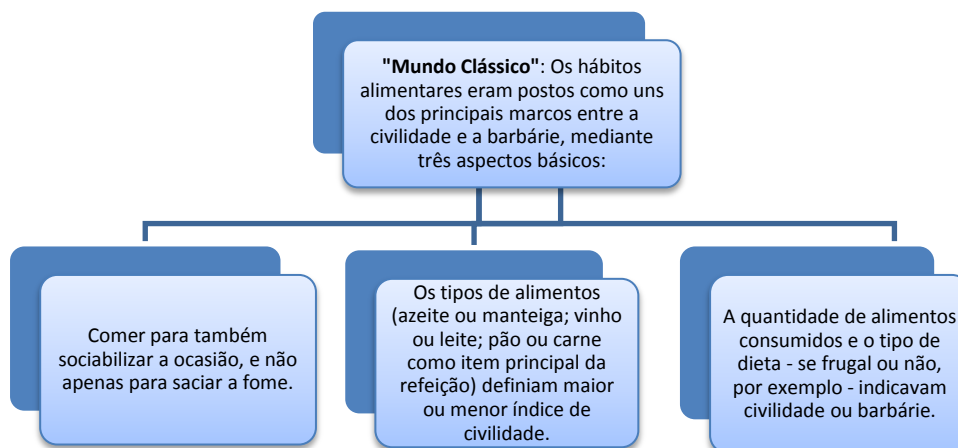 "Mundo Clássico": Os hábitos
alimentares eram postos como uns
dos principais marcos entre a
civilidade e a barbárie, mediante
três aspectos básicos:
Comer para também
sociabilizar a ocasião, e não
apenas para saciar a fome.
Os tipos de alimentos
(azeite ou manteiga; vinho
ou leite; pão ou carne
como item principal da
refeição) definiam maior
ou menor índice de
civilidade.
A quantidade de alimentos
consumidos e o tipo de
dieta - se frugal ou não,
por exemplo - indicavam
civilidade ou barbárie.